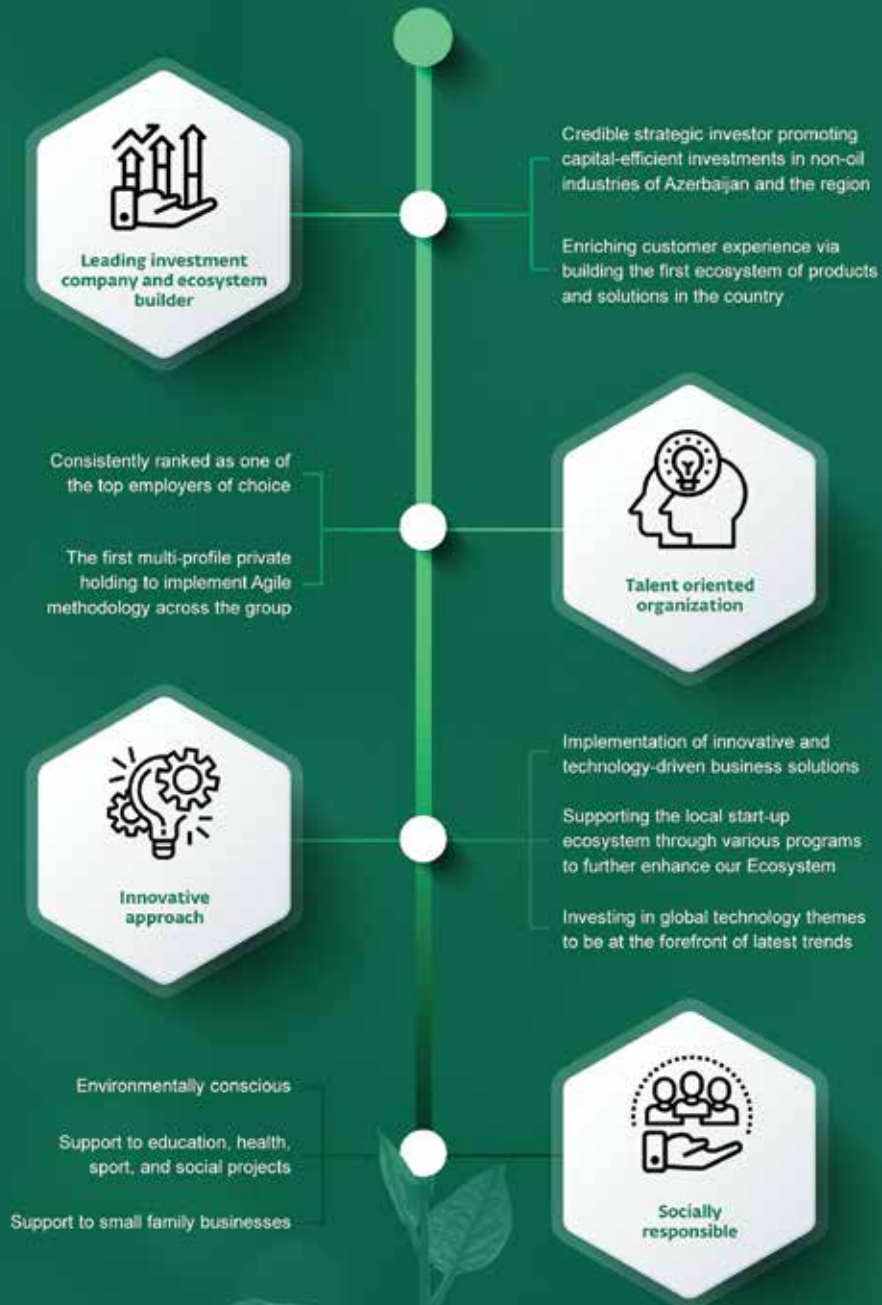 Leading investment
company and ecosystem
builder
Credible strategic investor promoting
capital-efficient investments in non-oil
industries of Azerbaijan and the region
Enriching customer experience via
building the first ecosystem of products
and solutions in the country
Consistently ranked as one of
the top employers of choice
The first multi-profile private
holding to implement Agile
methodology across the group
Talent oriented
organization
Innovative
approach
Implementation of innovative and
technology-driven business solutions
Supporting the local start-up
ecosystem through various programs
to further enhance our Ecosystem
Investing in global technology themes
to be at the forefront of latest trends
Environmentally conscious
Support to education, health,
sport, and social projects
Support to small family businesses
Socially
responsible